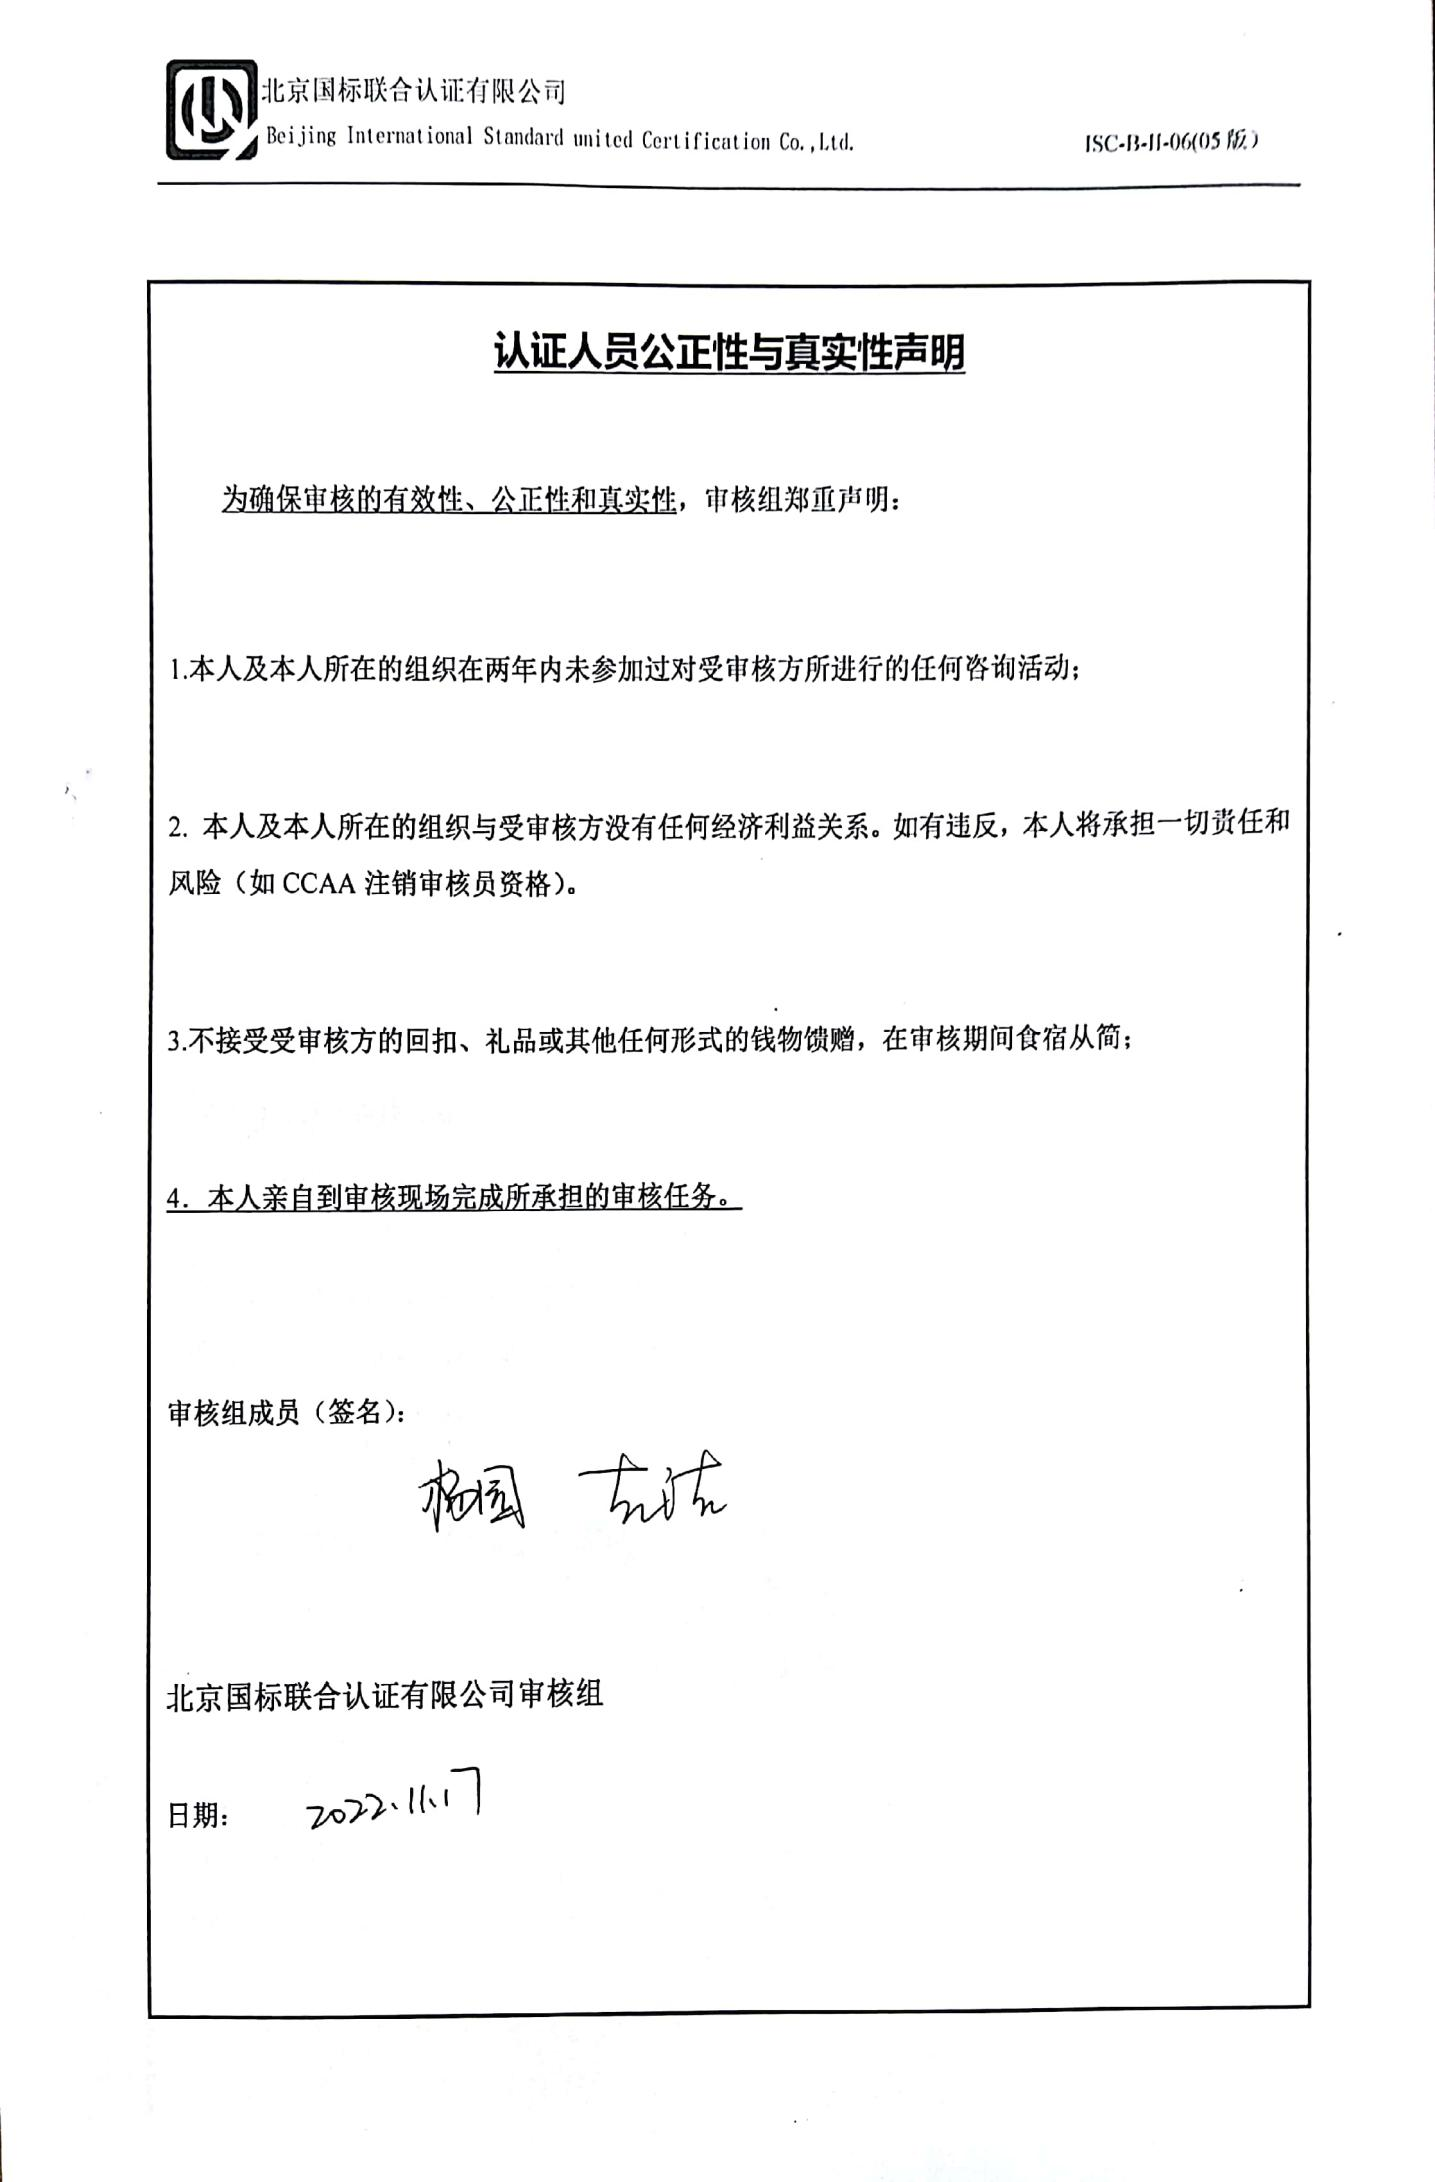 北京国标联合认证有限公司
Beijing International Standard united Certification Co.,Ltd.
ISC-B-II-06(05版)
认证人员公正性与真实性声明
为确保审核的有效性、公正性和真实性，审核组郑重声明：
1.本人及本人所在的组织在两年内未参加过对受审核方所进行的任何咨询活动；
2. 本人及本人所在的组织与受审核方没有任何经济利益关系。如有违反，本人将承担一切责任和
风险（如 CCAA 注销审核员资格）。
3.不接受受审核方的回扣、礼品或其他任何形式的钱物馈赠，在审核期间食宿从简；
4. 本人亲自到审核现场完成所承担的审核任务。
审核组成员（签名）：
杨园
北京国标联合认证有限公司审核组
日期： 2022.11.17